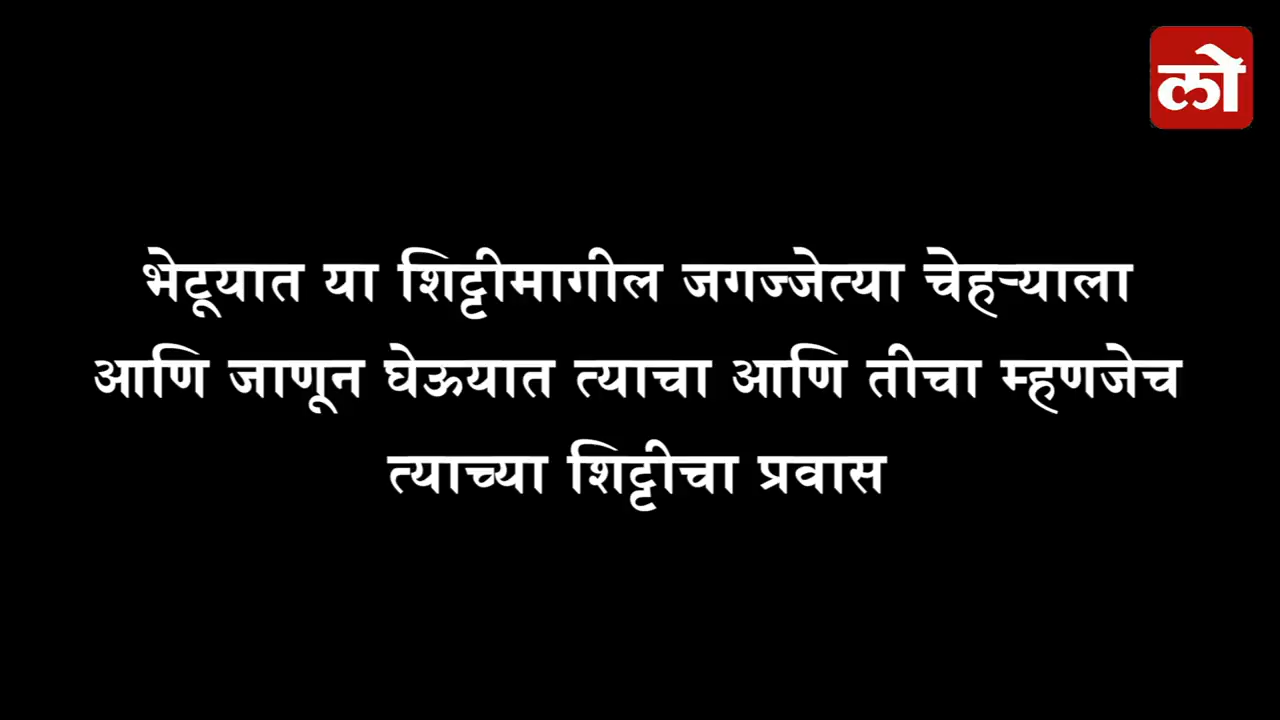 लो
भेटूयात या शिट्टीमागील जगज्जेत्या चेहऱ्याला
आणि जाणून घेऊयात त्याचा आणि तीचा म्हणजेच
त्याच्या शिट्टीचा प्रवास